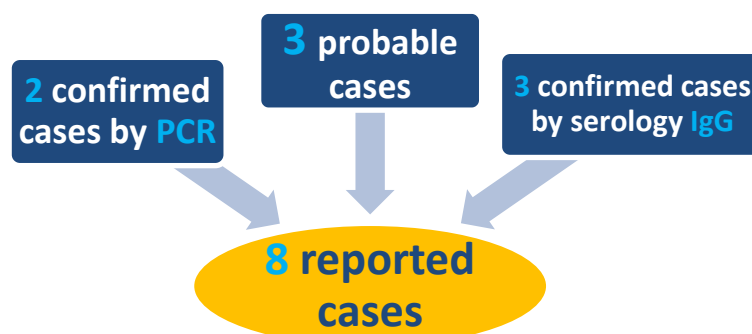 2 confirmed
cases by PCR
3 probable
cases
3 confirmed cases
by serology IgG
8 reported
cases